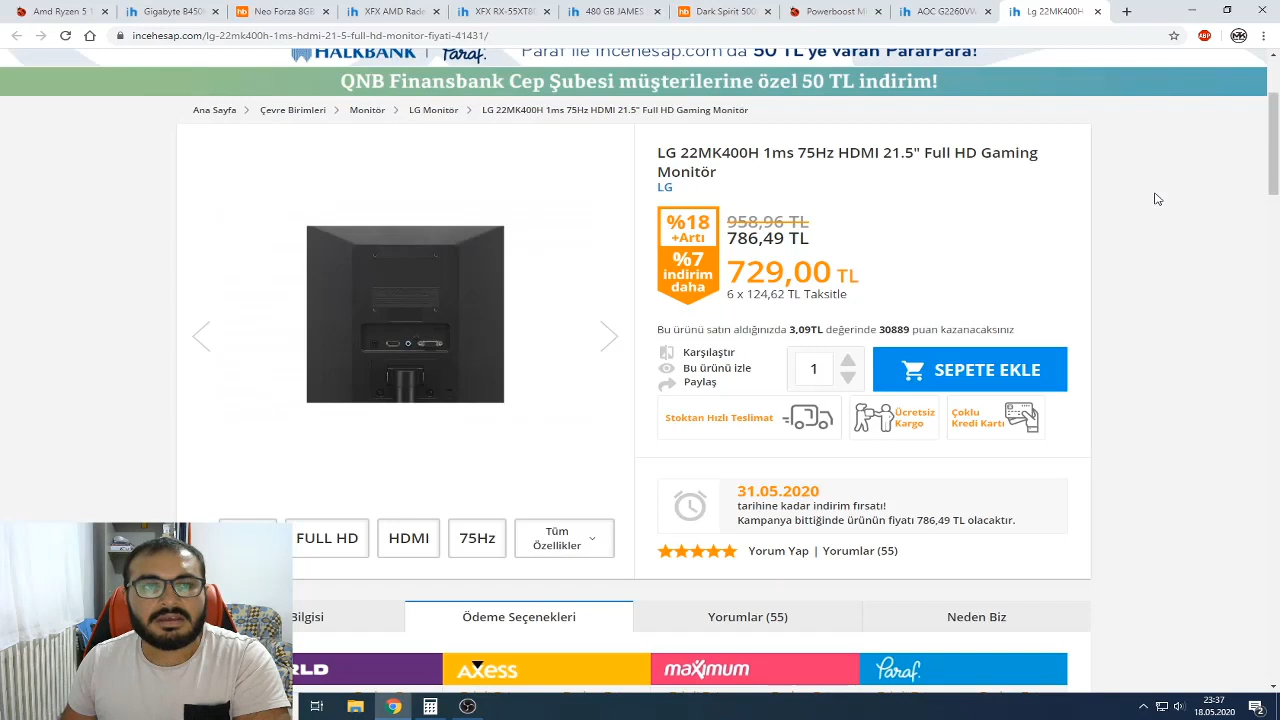 Amd Ryzen 5 1
Gigabyte B450
Neo Forza 8GB
XFX AMD Rade
XFX RX-55XT8
480 GB JAMES
Dark Spirit 500
Powerboost M
AOC G2260VW
Lg 22MK400H
incehesap.com/lg-22mk400h-1ms-hdmi-215-full-hd-monitor-fiyati-41431/
ABP
HALKBANK
Paraf.
Paraf ile incehesap.com'da 50 TL'ye varan ParafPara!
QNB Finansbank Cep Şubesi müşterilerine özel 50 TL indirim!
Ana Sayfa
Çevre Birimleri
Monitör
LG Monitör
LG 22MK400H 1ms 75Hz HDMI 21.5" Full HD Gaming Monitör
LG 22MK400H 1ms 75Hz HDMI 21.5" Full HD Gaming
Monitör
LG
%18
+Artı
%7
indirim
daha
958,96 TL
786,49 TL
729,00 TL
6 x 124,62 TL Taksitle
Bu ürünü satın aldığınızda 3,09TL değerinde 30889 puan kazanacaksınız
Karşılaştır
Bu ürünü izle
Paylaş
1
SEPETE EKLE
Stoktan Hızlı Teslimat
Ücretsiz
Kargo
Çoklu
Kredi Kartı
31.05.2020
tarihine kadar indirim fırsatı!
Kampanya bittiğinde ürünün fiyatı 786,49 TL olacaktır.
Yorum Yap | Yorumlar (55)
FULL HD
HDMI
75Hz
Tüm
Özellikler
Bilgisi
Ödeme Seçenekleri
Yorumlar (55)
Neden Biz
RLD
AXESS
maximum
Paraf.
23:37
18.05.2020
2